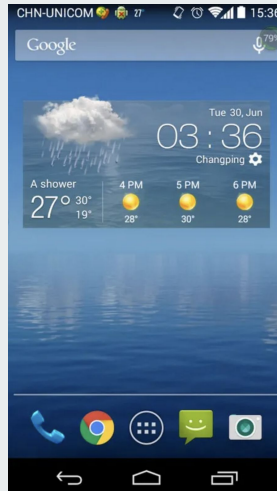 CHN-UNICOM 27° 15:36
Google
79%
Tue 30, Jun
03 : 36
Changping
A shower
27° 30°
19°
4 PM 5 PM 6 PM
28° 30° 28°